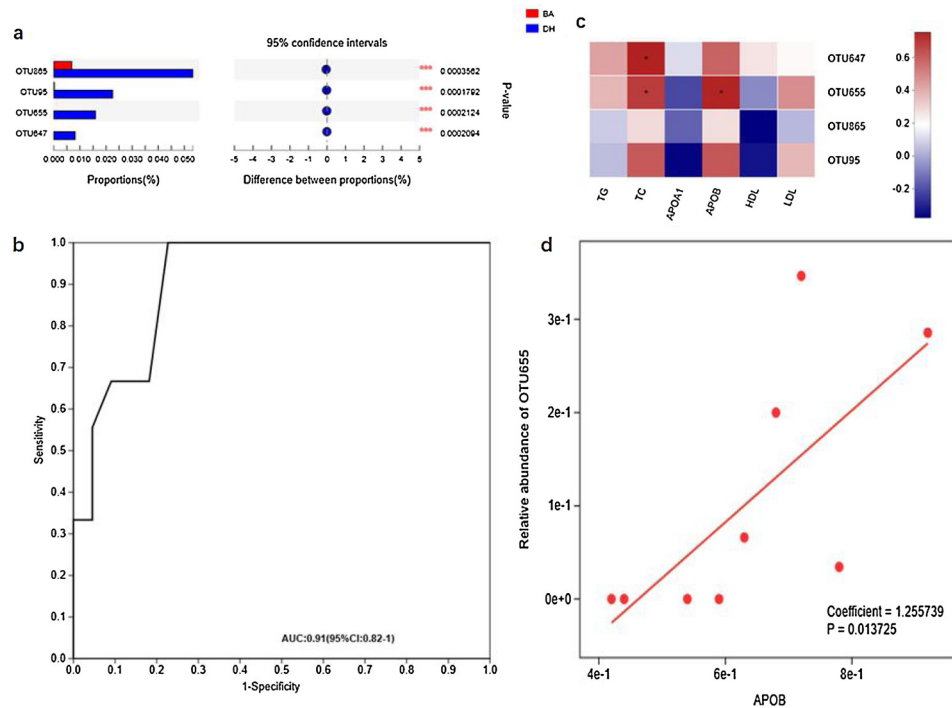 a
95% confidence intervals
OTU865
OTU95
OTU655
OTU647
*** 0.0003562
*** 0.0001792
*** 0.0002124
*** 0.0002094
P-value
0.000 0.010 0.020 0.030 0.040 0.050
Proportions(%)
-5 -4 -3 -2 -1 0 1 2 3 4 5
Difference between proportions(%)
BA
DH
c
* OTU647
* * OTU655
OTU865
OTU95
TG TC APOA1 APOB HDL LDL
0.6
0.4
0.2
0.0
-0.2
b
1.0
0.9
0.8
0.7
0.6
0.5
0.4
0.3
0.2
0.1
0.0
Sensitivity
AUC:0.91(95%CI:0.82-1)
0.0 0.1 0.2 0.3 0.4 0.5 0.6 0.7 0.8 0.9 1.0
1-Specificity
d
3e-1
2e-1
1e-1
0e+0
Relative abundance of OTU655
Coefficient = 1.255739
P = 0.013725
4e-1 6e-1 8e-1
APOB